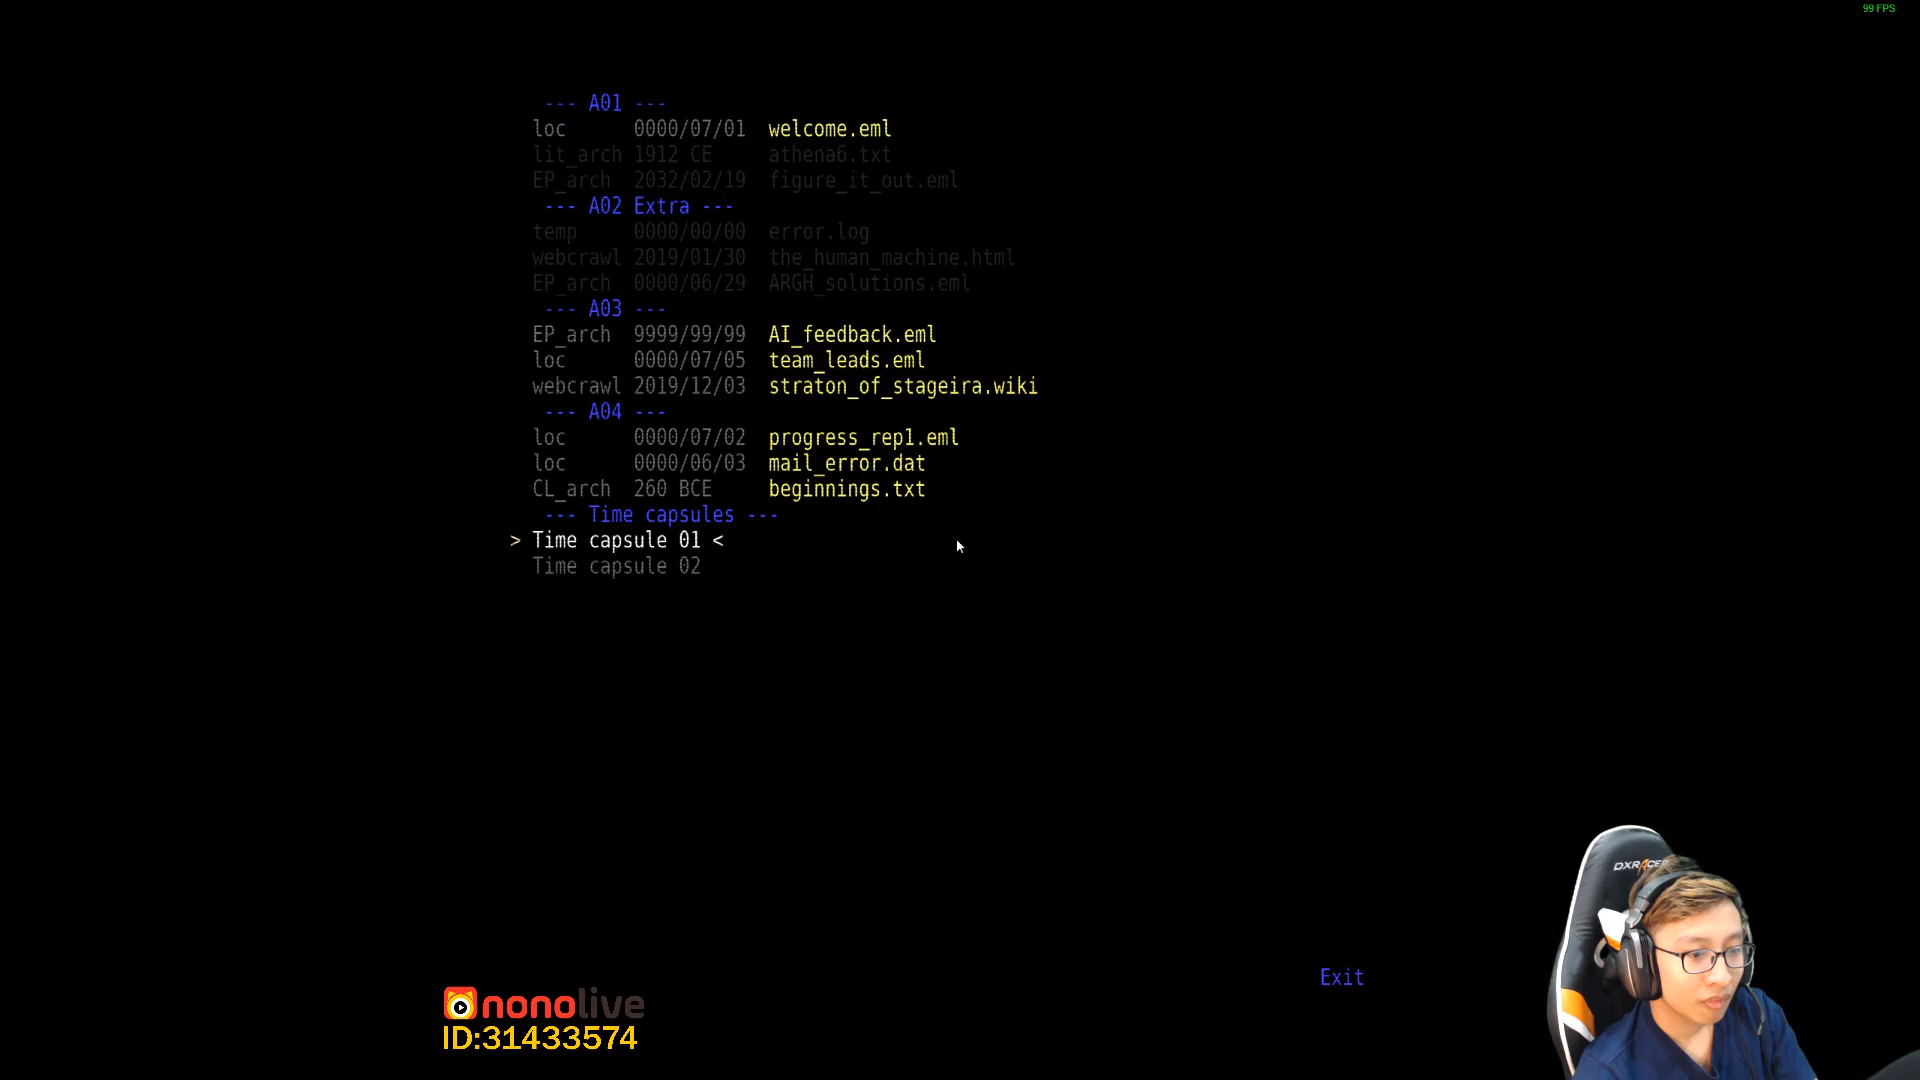 99 FPS
--- A01 ---
loc 0000/07/01 welcome.eml
lit_arch 1912 CE athena6.txt
EP_arch 2032/02/19 figure_it_out.eml
--- A02 Extra ---
temp 0000/00/00 error.log
webcrawl 2019/01/30 the_human_machine.html
EP_arch 0000/06/29 ARGH_solutions.eml
--- A03 ---
EP_arch 9999/99/99 AI_feedback.eml
loc 0000/07/05 team_leads.eml
webcrawl 2019/12/03 straton_of_stageira.wiki
--- A04 ---
loc 0000/07/02 progress_rep1.eml
loc 0000/06/03 mail_error.dat
CL_arch 260 BCE beginnings.txt
--- Time capsules ---
> Time capsule 01 <
Time capsule 02
Exit
nonolive
ID:31433574